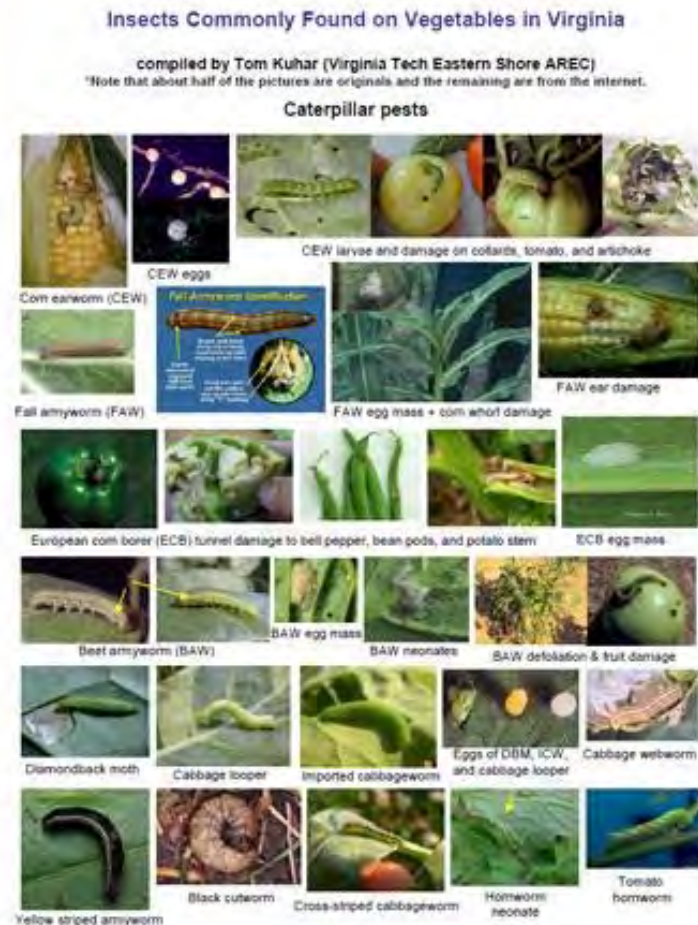 Insects Commonly Found on Vegetables in Virginia
compiled by Tom Kuhar (Virginia Tech Eastern Shore AREC)
*Note that about half of the pictures are originals and the remaining are from the internet.
Caterpillar pests
Corn earworm (CEW)
CEW eggs
CEW larvae and damage on collards, tomato, and artichoke
Fall armyworm (FAW)
Fall Armyworm Identification
FAW egg mass + corn whorl damage
FAW ear damage
European corn borer (ECB) tunnel damage to bell pepper, bean pods, and potato stem
ECB egg mass
Beet armyworm (BAW)
BAW egg mass
BAW neonates
BAW defoliation & fruit damage
Diamondback moth
Cabbage looper
Imported cabbageworm
Eggs of DBM, ICW,
and cabbage looper
Cabbage webworm
Yellow striped armyworm
Black cutworm
Cross-striped cabbageworm
Hornworm
neonate
Tomato
hornworm